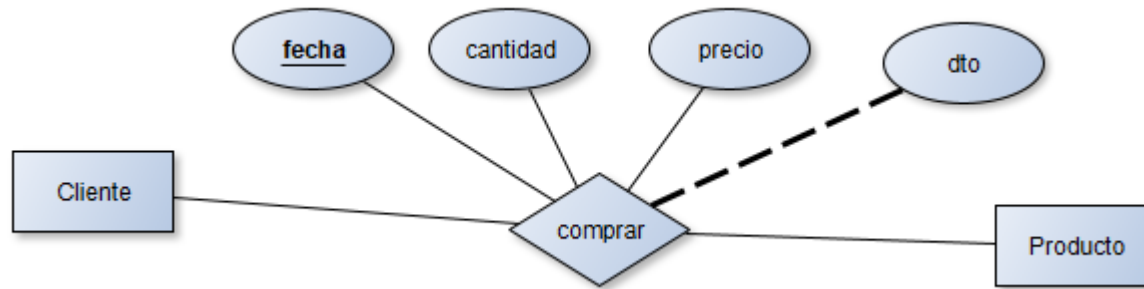 fecha
cantidad
precio
dto
Cliente
comprar
Producto